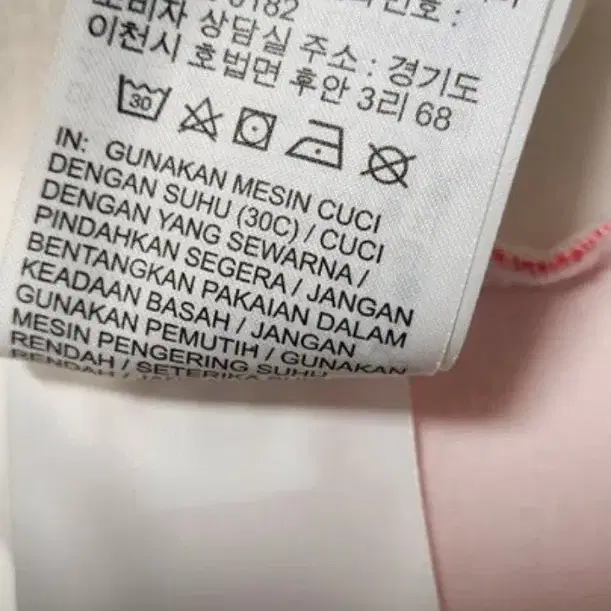 0182
소비자 상담실 주소 : 경기도
이천시 호법면 후안 3리 68
30
IN: GUNAKAN MESIN CUCI
DENGAN SUHU (30C) / CUCI
DENGAN YANG SEWARNA /
PINDAHKAN SEGERA / JANGAN
BENTANGKAN PAKAIAN DALAM
KEADAAN BASAH / JANGAN
GUNAKAN PEMUTIH / GUNAKAN
MESIN PENGERING SUHU
RENDAH / SETERIKA